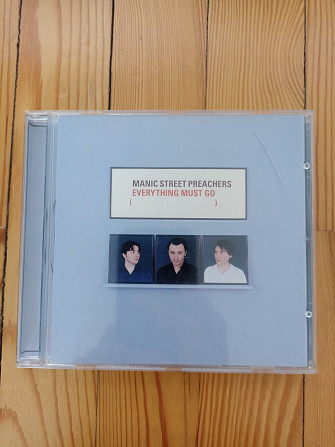 MANIC STREET PREACHERS
EVERYTHING MUST GO
( )